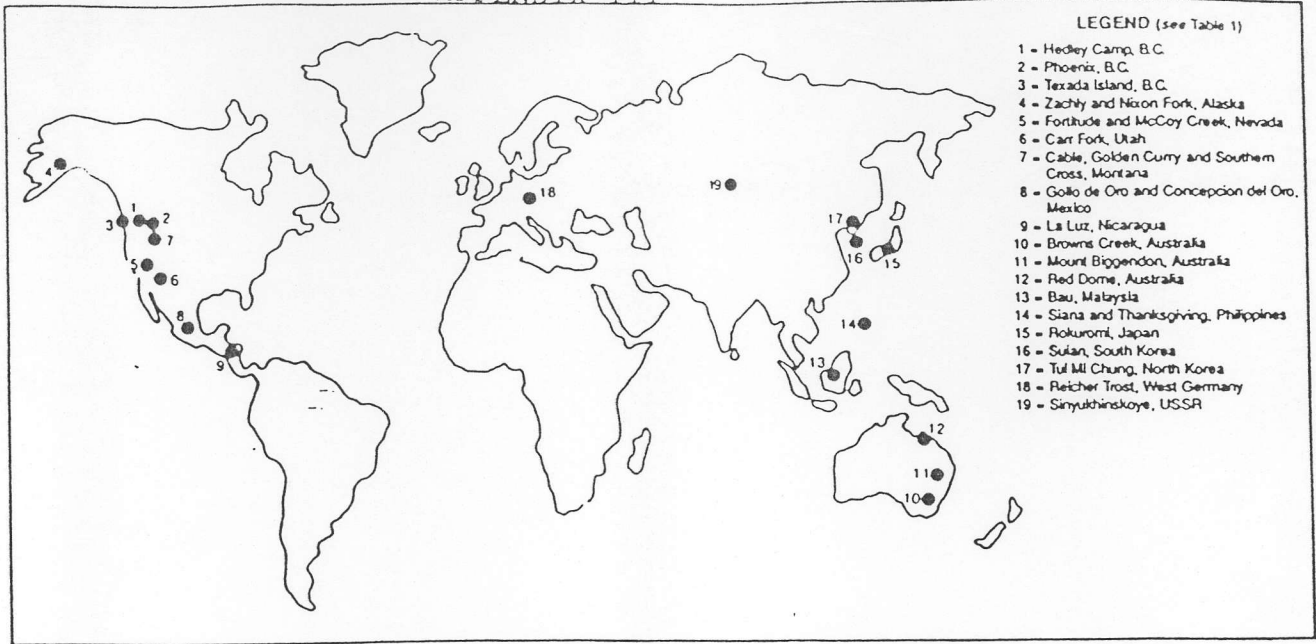 LEGEND (see Table 1)
1 = Hedley Camp, B.C.
2 = Phoenix, B.C.
3 = Texada Island, B.C.
4 = Zachly and Nixon Fork, Alaska
5 = Fortitude and McCoy Creek, Nevada
6 = Carr Fork, Utah
7 = Cable, Golden Curry and Southern
Cross, Montana
8 = Gollo de Oro and Concepcion del Oro,
Mexico
9 = La Luz, Nicaragua
10 = Browns Creek, Australia
11 = Mount Biggendon, Australia
12 = Red Dome, Australia
13 = Bau, Malaysia
14 = Siana and Thanksgiving, Philippines
15 = Rokuromi, Japan
16 = Suian, South Korea
17 = Tul Mi Chung, North Korea
18 = Reicher Trost, West Germany
19 = Sinyukhinskoye, USSR
4
3
1
2
7
5
6
8
9
18
19
17
16
15
14
13
12
11
10